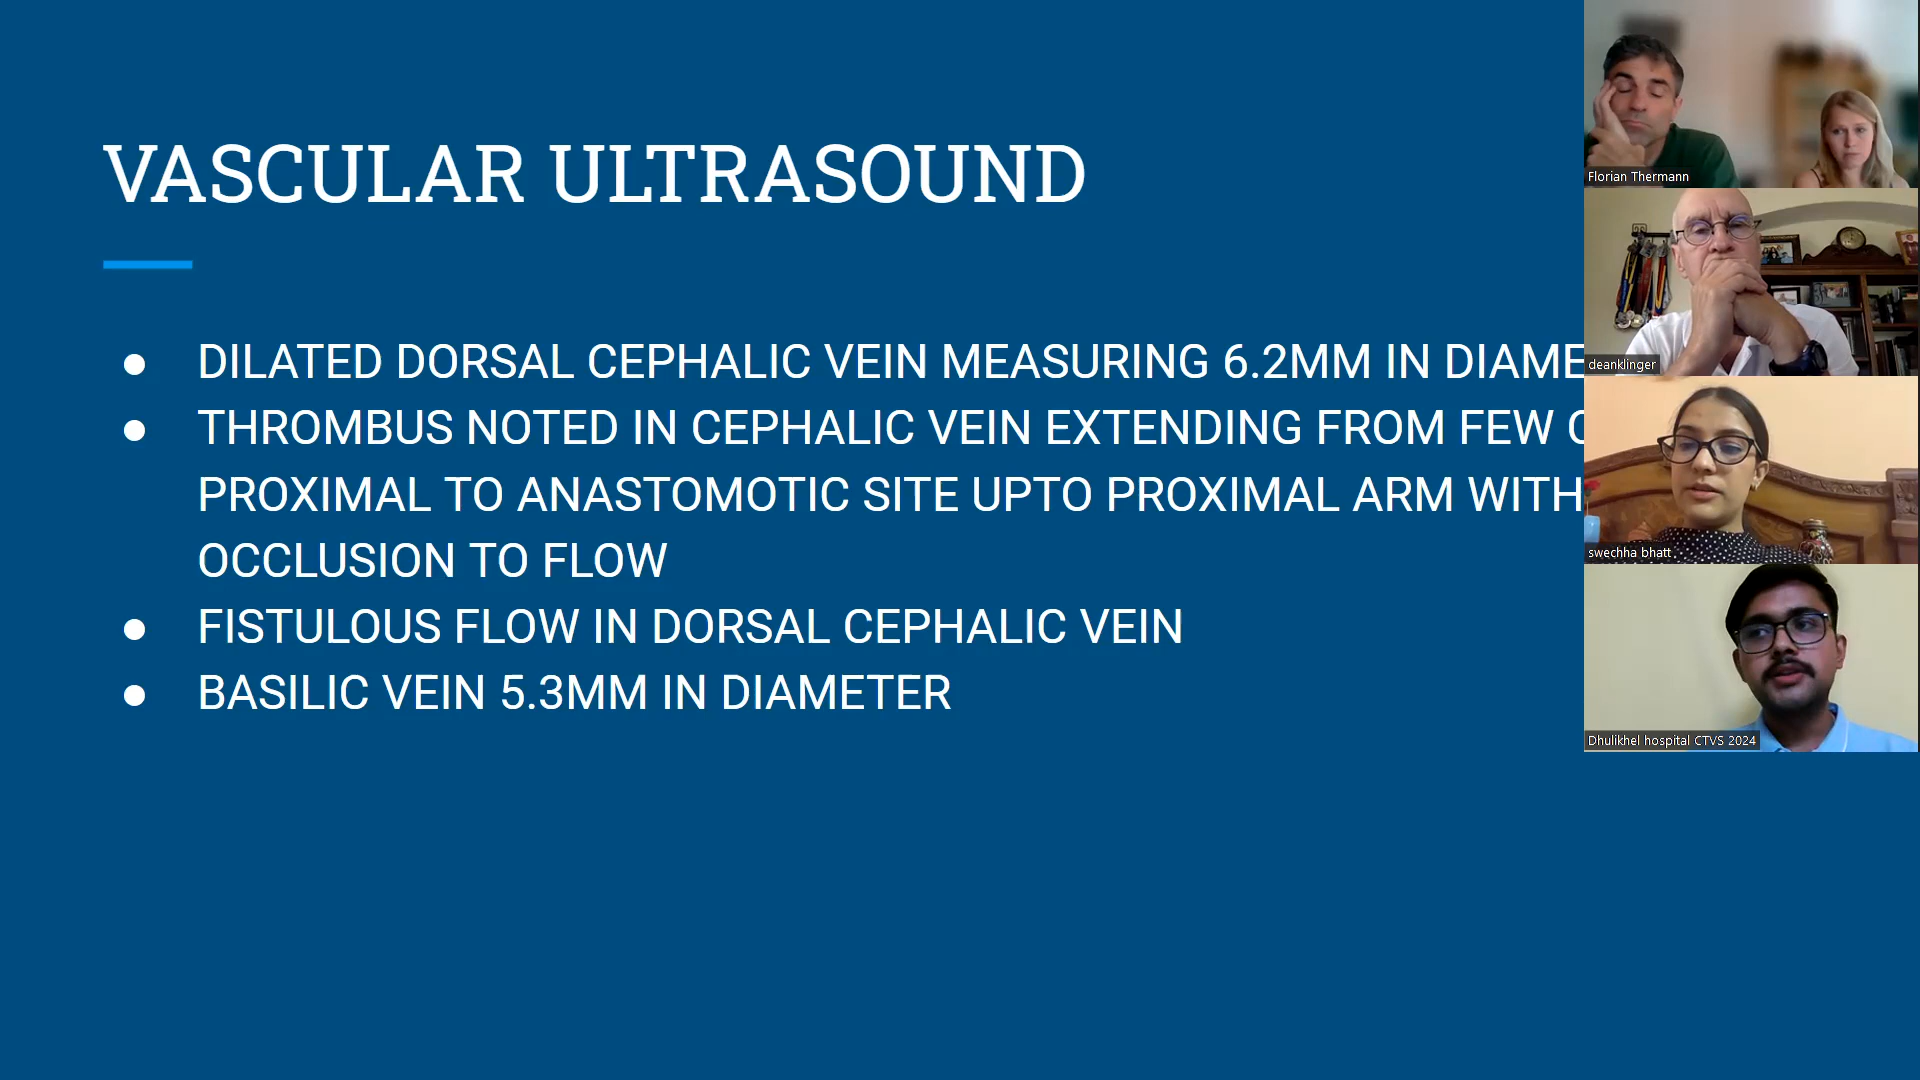 VASCULAR ULTRASOUND
● DILATED DORSAL CEPHALIC VEIN MEASURING 6.2MM IN
● THROMBUS NOTED IN CEPHALIC VEIN EXTENDING FROM FEW
PROXIMAL TO ANASTOMOTIC SITE UPTO PROXIMAL ARM WITH
OCCLUSION TO FLOW
● FISTULOUS FLOW IN DORSAL CEPHALIC VEIN
● BASILIC VEIN 5.3MM IN DIAMETER
Florian Thermann
deanklinger
swechha bhatt
Dhulikhel hospital CTVS 2024